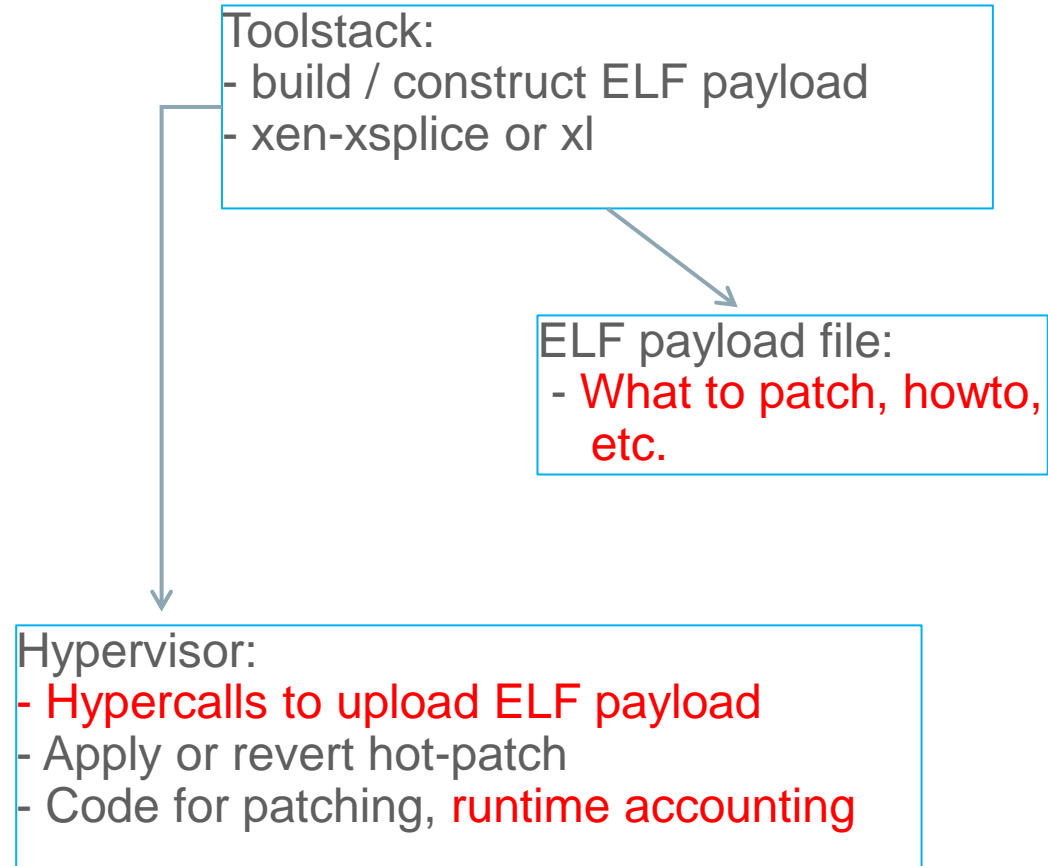 Toolstack:
- build / construct ELF payload
- xen-xsplice or xl
ELF payload file:
- What to patch, howto,
etc.
Hypervisor:
- Hypercalls to upload ELF payload
- Apply or revert hot-patch
- Code for patching, runtime accounting